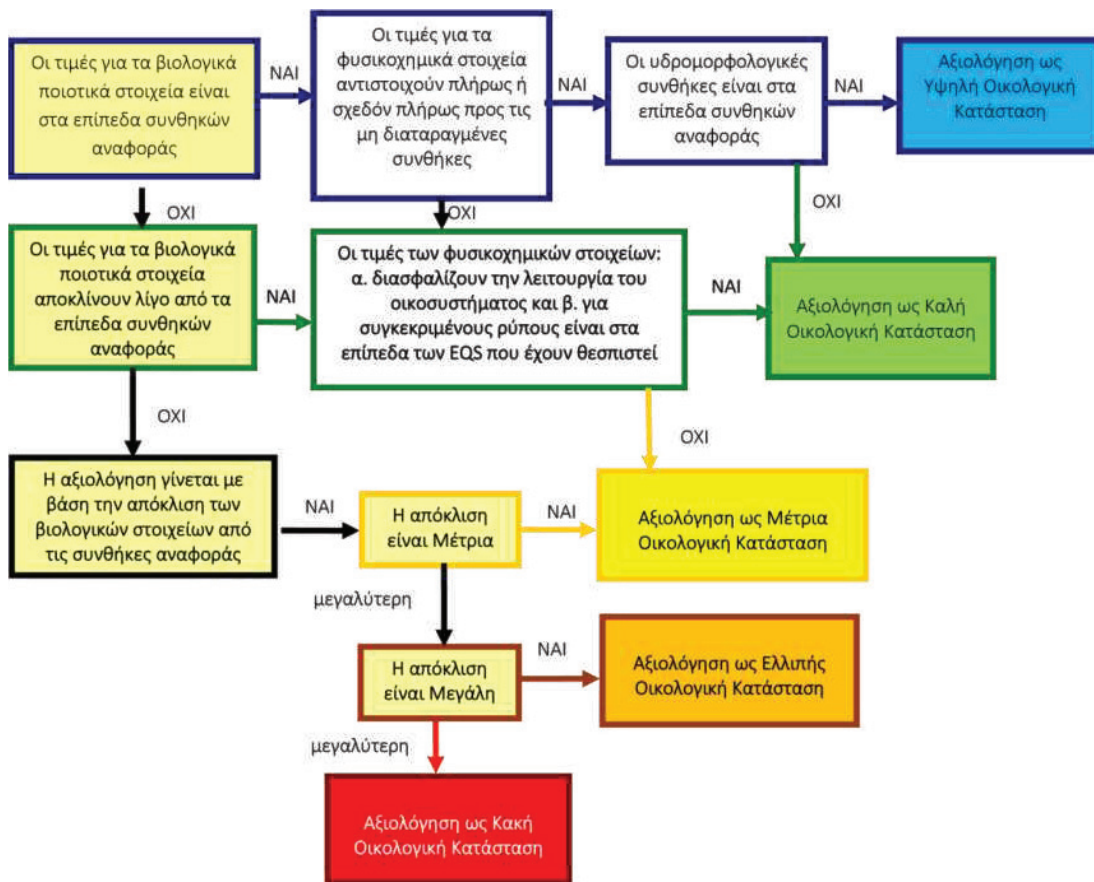 Οι τιμές για τα βιολογικά
ποιοτικά στοιχεία είναι
στα επίπεδα συνθηκών
αναφοράς
ΝΑΙ
Οι τιμές για τα
φυσικοχημικά στοιχεία
αντιστοιχούν πλήρως ή
σχεδόν πλήρως προς τις
μη διαταραγμένες
συνθήκες
ΝΑΙ
Οι υδρομορφολογικές
συνθήκες είναι στα
επίπεδα συνθηκών
αναφοράς
ΝΑΙ
Αξιολόγηση ως
Υψηλή Οικολογική
Κατάσταση
ΟΧΙ
ΟΧΙ
ΟΧΙ
Οι τιμές για τα βιολογικά
ποιοτικά στοιχεία
αποκλίνουν λίγο από τα
επίπεδα συνθηκών
αναφοράς
ΝΑΙ
Οι τιμές των φυσικοχημικών στοιχείων:
α. διασφαλίζουν την λειτουργία του
οικοσυστήματος και β. για
συγκεκριμένους ρύπους είναι στα
επίπεδα των EQS που έχουν θεσπιστεί
ΝΑΙ
Αξιολόγηση ως Καλή
Οικολογική Κατάσταση
ΟΧΙ
ΟΧΙ
Η αξιολόγηση γίνεται με
βάση την απόκλιση των
βιολογικών στοιχείων από
τις συνθήκες αναφοράς
ΝΑΙ
Η απόκλιση
είναι Μέτρια
ΝΑΙ
Αξιολόγηση ως Μέτρια
Οικολογική Κατάσταση
μεγαλύτερη
Η απόκλιση
είναι Μεγάλη
ΝΑΙ
Αξιολόγηση ως Ελλιπής
Οικολογική Κατάσταση
μεγαλύτερη
Αξιολόγηση ως Κακή
Οικολογική Κατάσταση